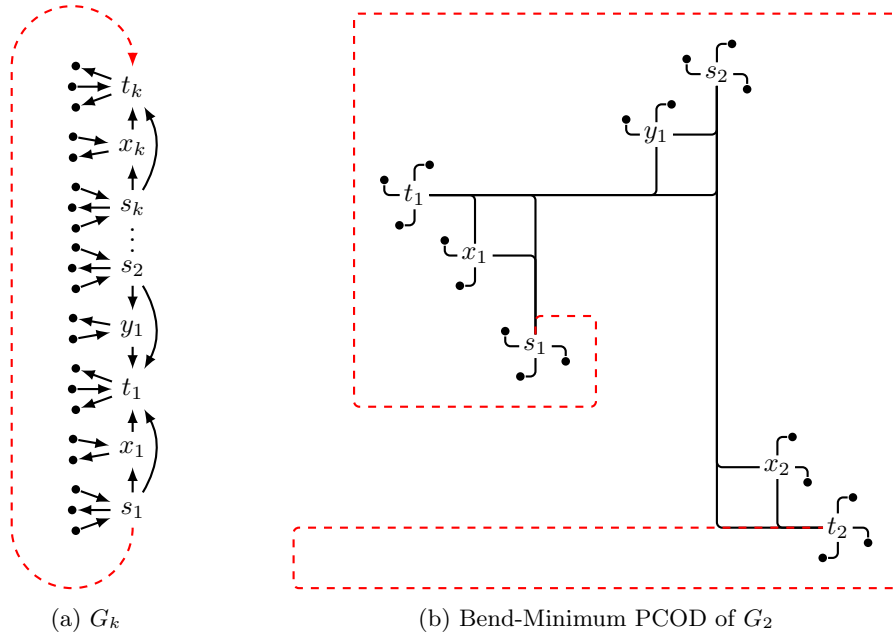 t_k
x_k
s_k
⋮
s_2
y_1
t_1
x_1
s_1
(a) G_k
s_2
y_1
t_1
x_1
s_1
x_2
t_2
(b) Bend-Minimum PCOD of G_2